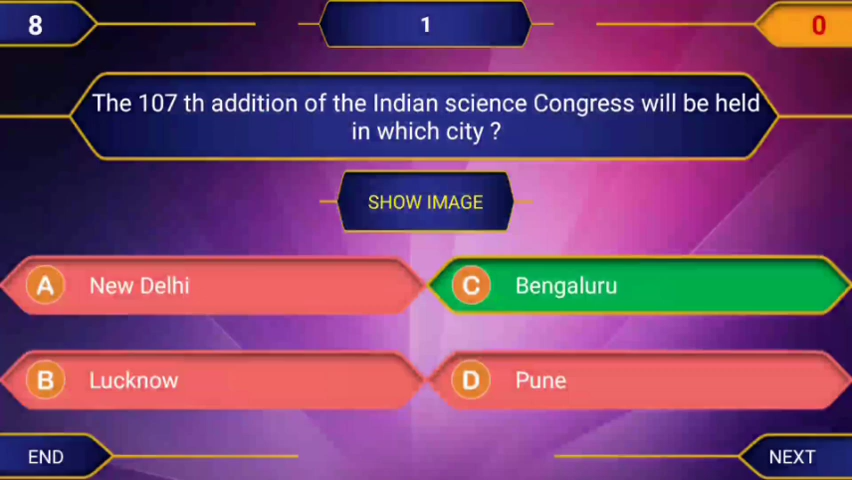 8
1
0
The 107 th addition of the Indian science Congress will be held
in which city ?
SHOW IMAGE
A New Delhi
C Bengaluru
B Lucknow
D Pune
END
NEXT